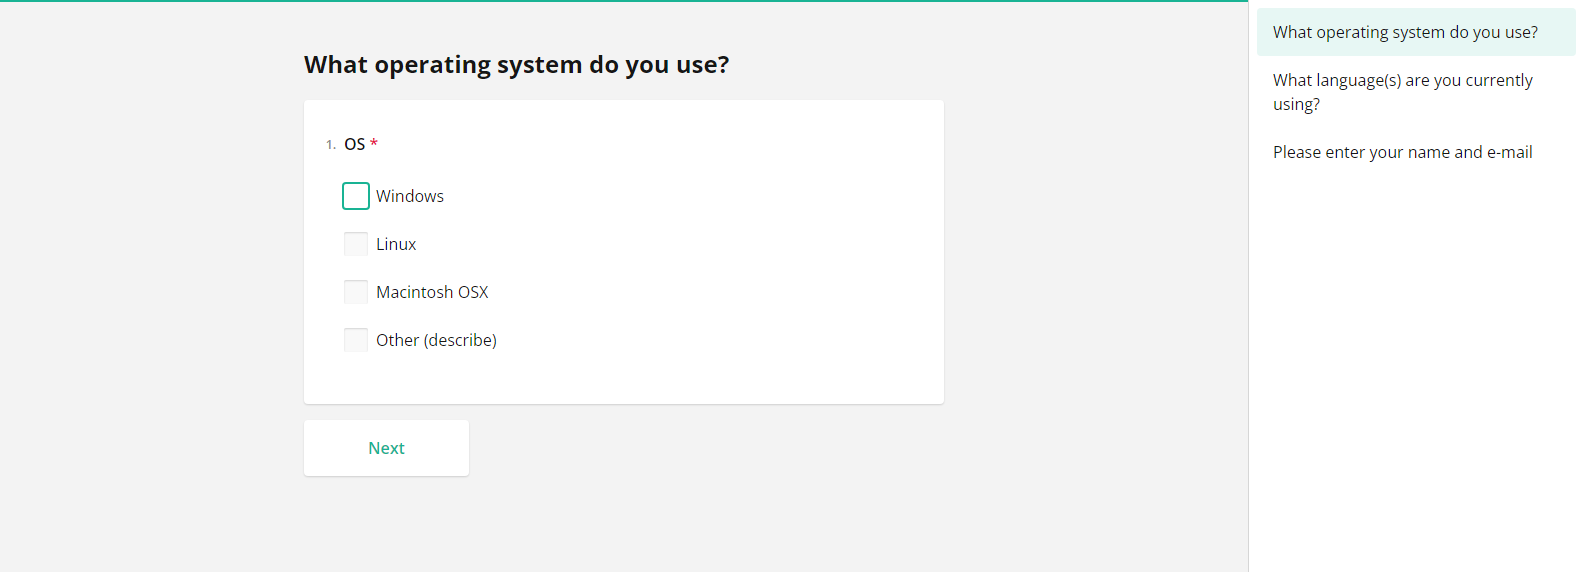 What operating system do you use?
1. OS *
Windows
Linux
Macintosh OSX
Other (describe)
Next
What operating system do you use?
What language(s) are you currently
using?
Please enter your name and e-mail